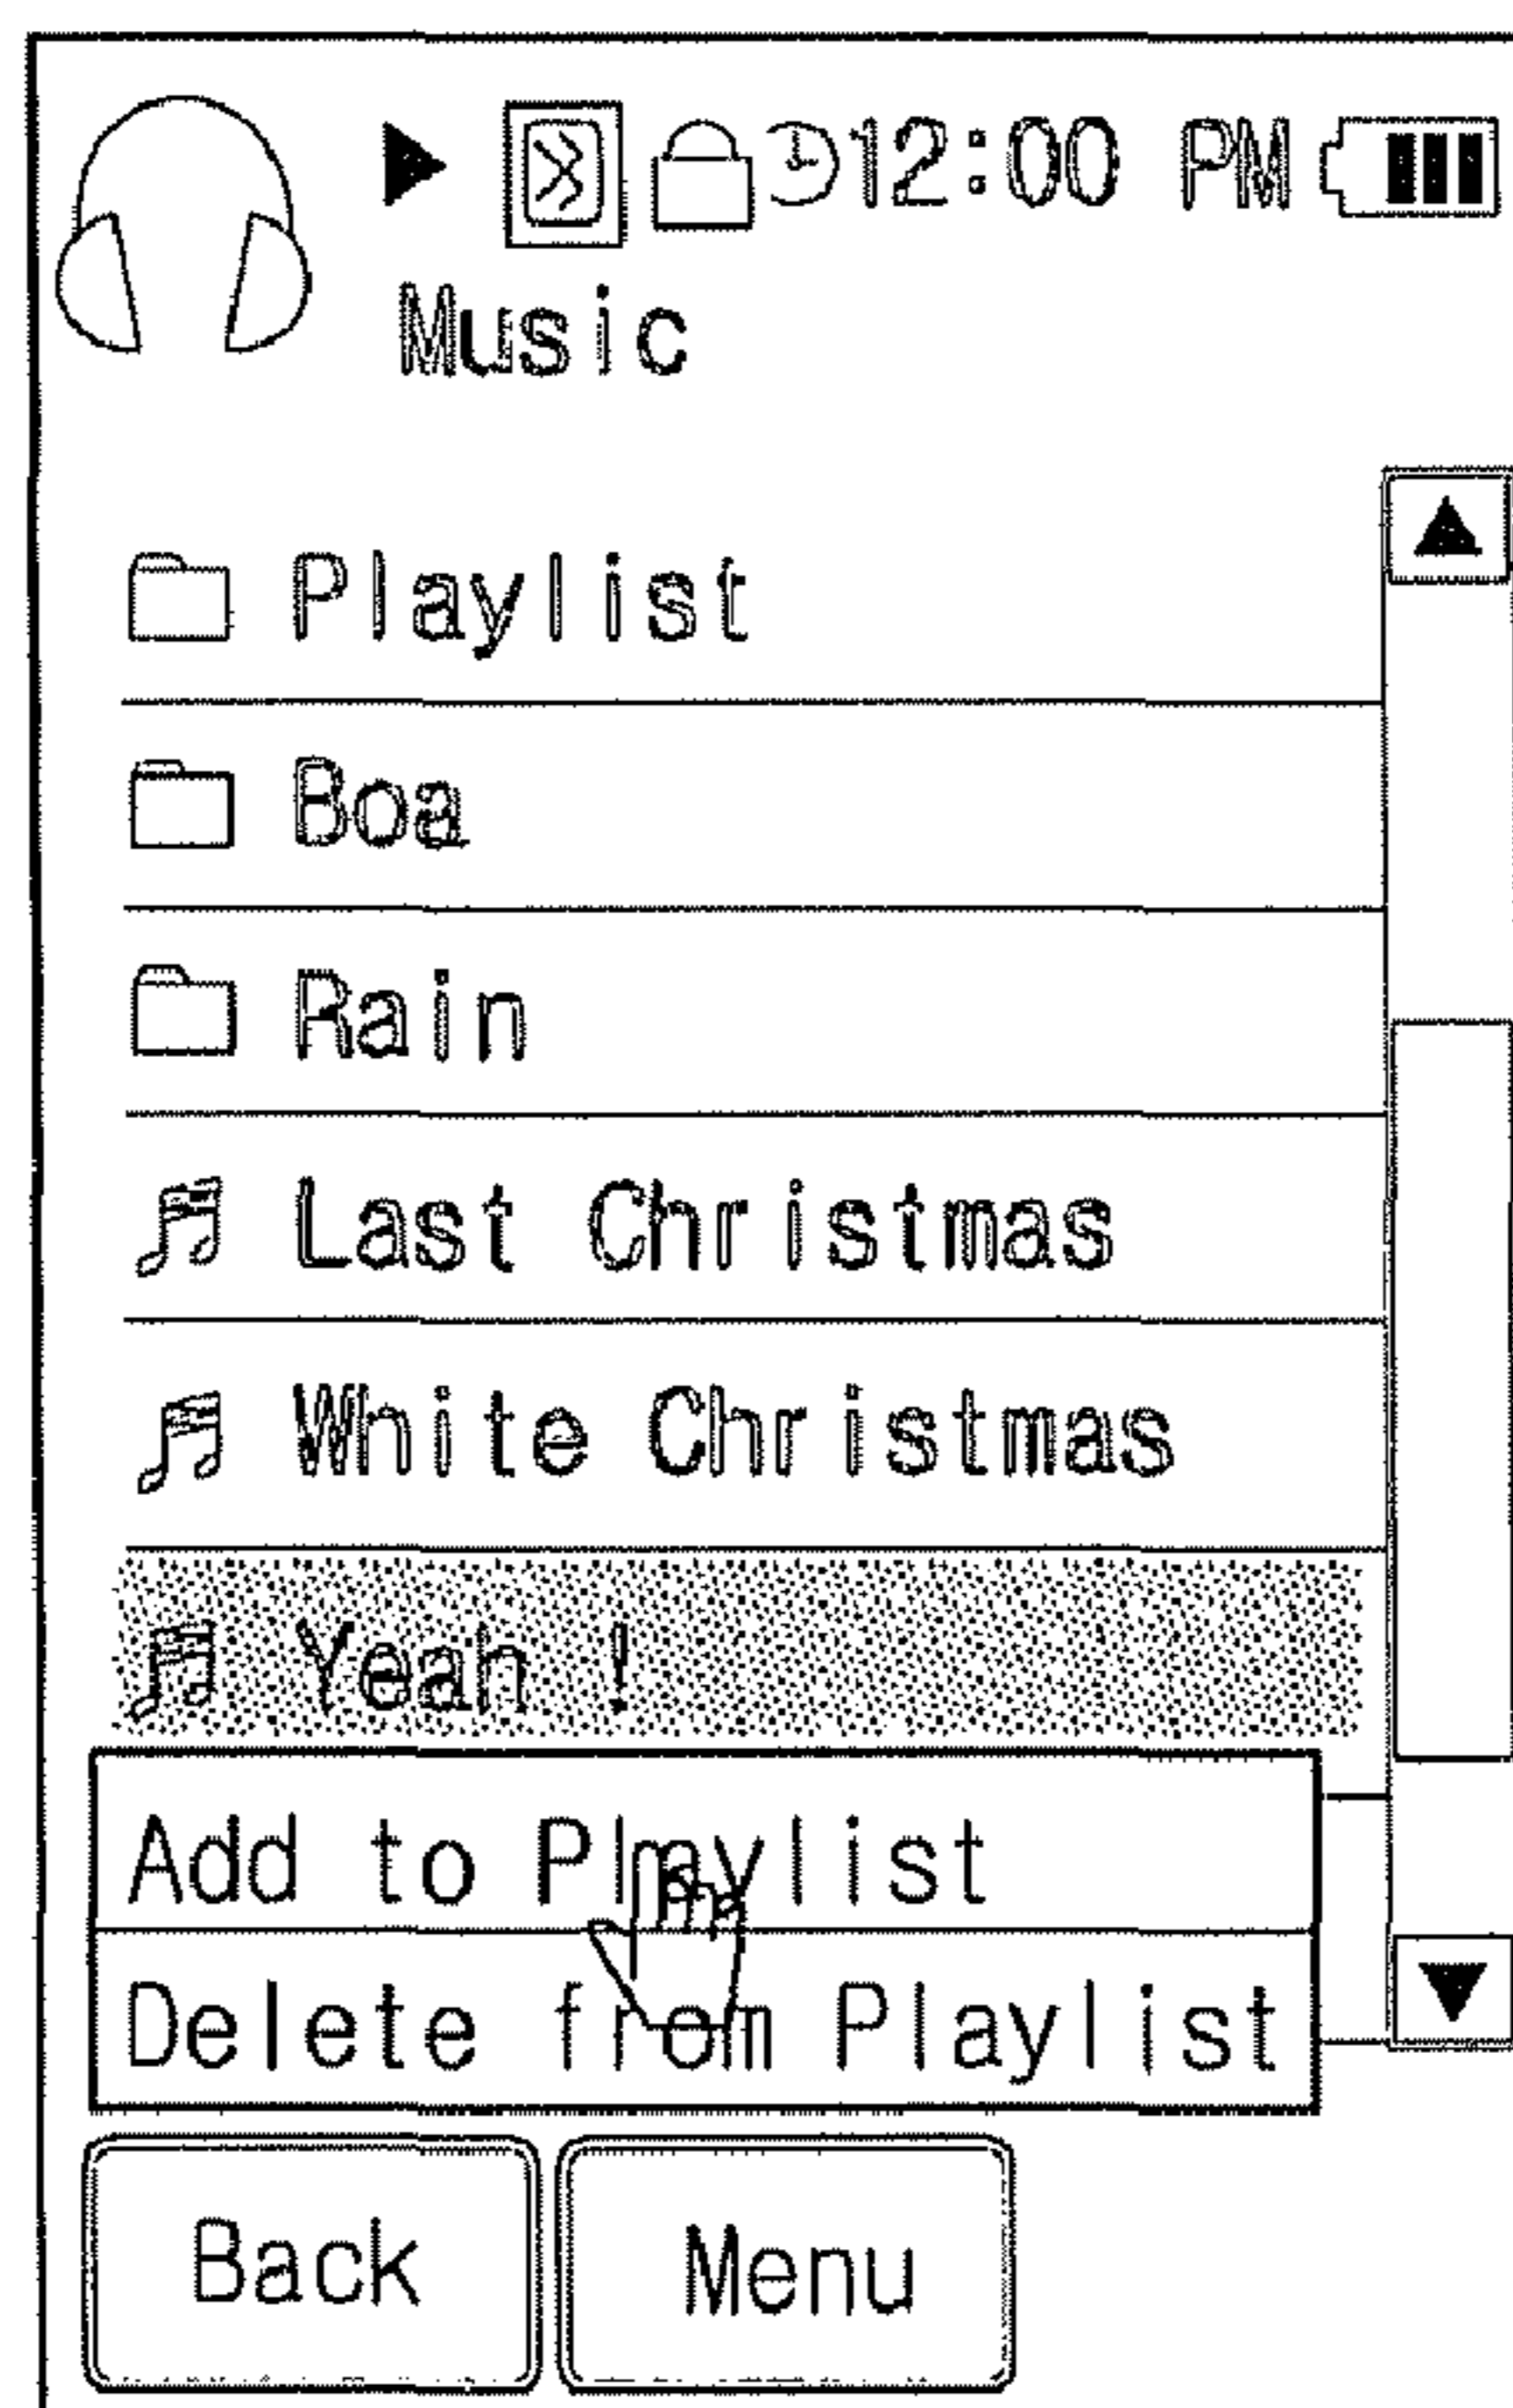 12:00 PM
Music
Playlist
Boa
Rain
Last Christmas
White Christmas
Yeah !
Add to Playlist
Delete from Playlist
Back
Menu